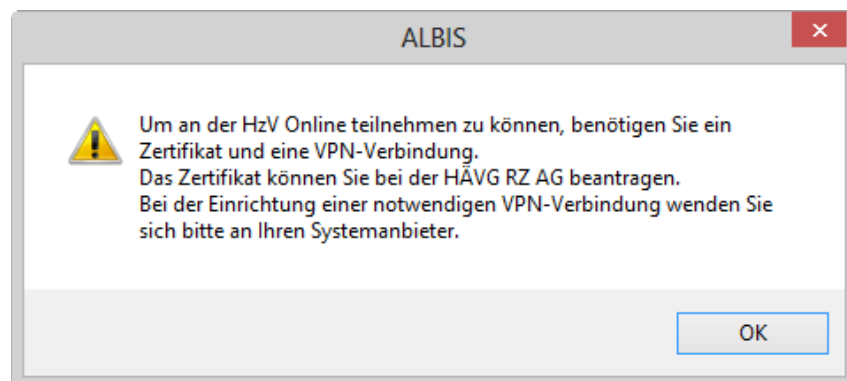 ALBIS
Um an der HzV Online teilnehmen zu können, benötigen Sie ein
Zertifikat und eine VPN-Verbindung.
Das Zertifikat können Sie bei der HÄVG RZ AG beantragen.
Bei der Einrichtung einer notwendigen VPN-Verbindung wenden Sie
sich bitte an Ihren Systemanbieter.
OK